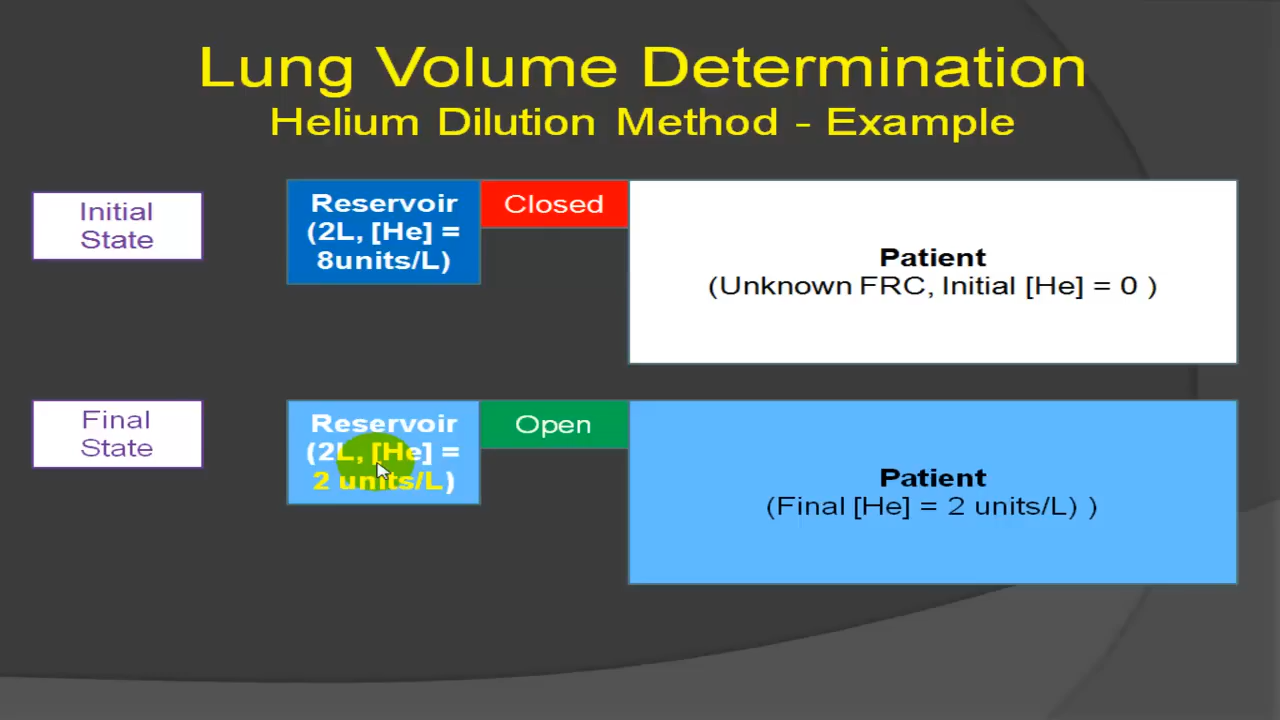 Lung Volume Determination
Helium Dilution Method - Example
Initial
State
Reservoir
(2L, [He] =
8units/L)
Closed
Patient
(Unknown FRC, Initial [He] = 0 )
Final
State
Reservoir
(2L, [He] =
2 units/L)
Open
Patient
(Final [He] = 2 units/L) )